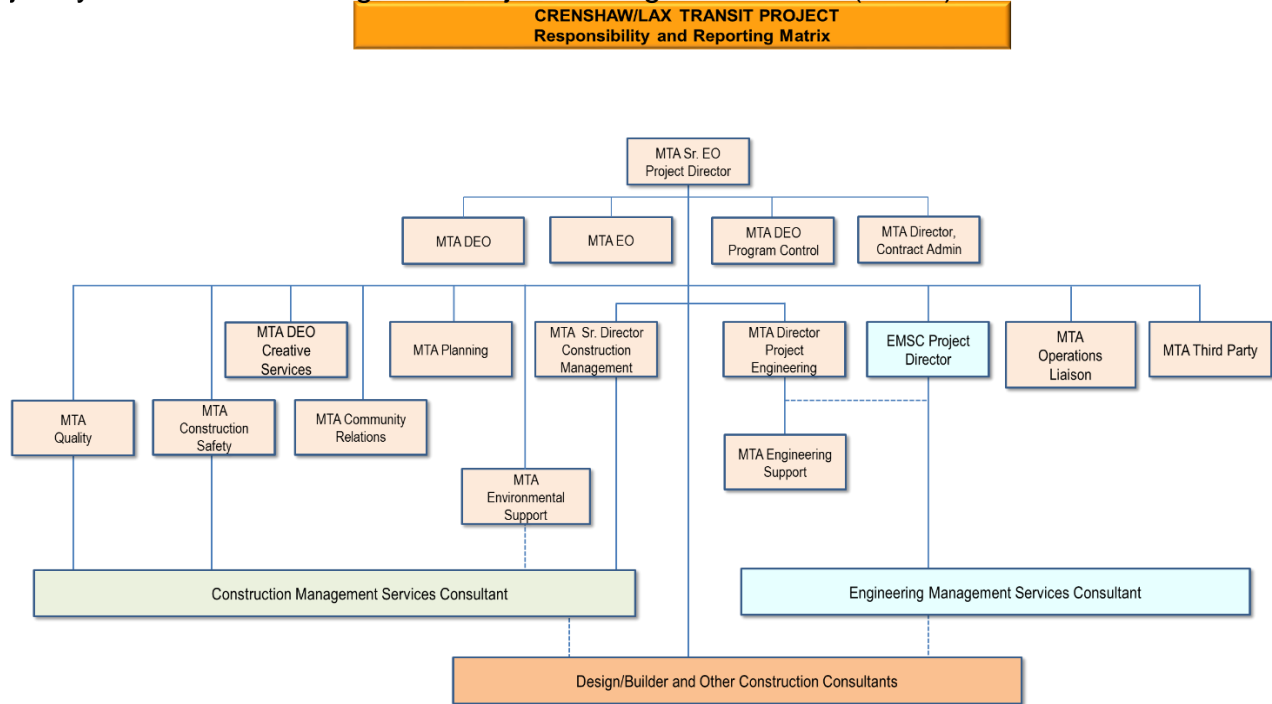 CRENSHAW/LAX TRANSIT PROJECT
Responsibility and Reporting Matrix
MTA Sr. EO
Project Director
MTA DEO
MTA EO
MTA DEO
Program Control
MTA Director,
Contract Admin
MTA DEO
Creative
Services
MTA Planning
MTA Sr. Director
Construction
Management
MTA Director
Project
Engineering
EMSC Project
Director
MTA
Operations
Liaison
MTA Third Party
MTA
Quality
MTA
Construction
Safety
MTA Community
Relations
MTA Engineering
Support
MTA
Environmental
Support
Construction Management Services Consultant
Engineering Management Services Consultant
Design/Builder and Other Construction Consultants